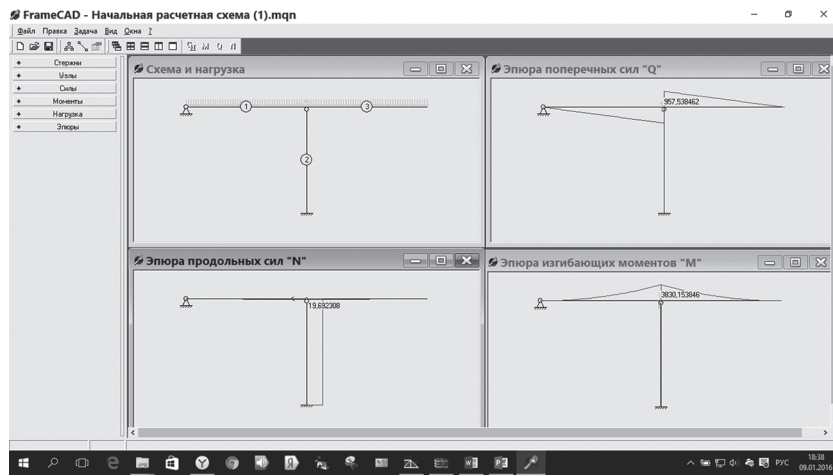 FrameCAD - Начальная расчетная схема (1).mqn
Файл Правка Задача Вид Окна ?
+ Стержни
+ Узлы
+ Силы
+ Моменты
+ Нагрузка
+ Эпюры
Схема и нагрузка
1
3
2
Эпюра поперечных сил "Q"
957,538462
Эпюра продольных сил "N"
19,692308
Эпюра изгибающих моментов "M"
3830,153846
РУС
18:38
09.01.2016